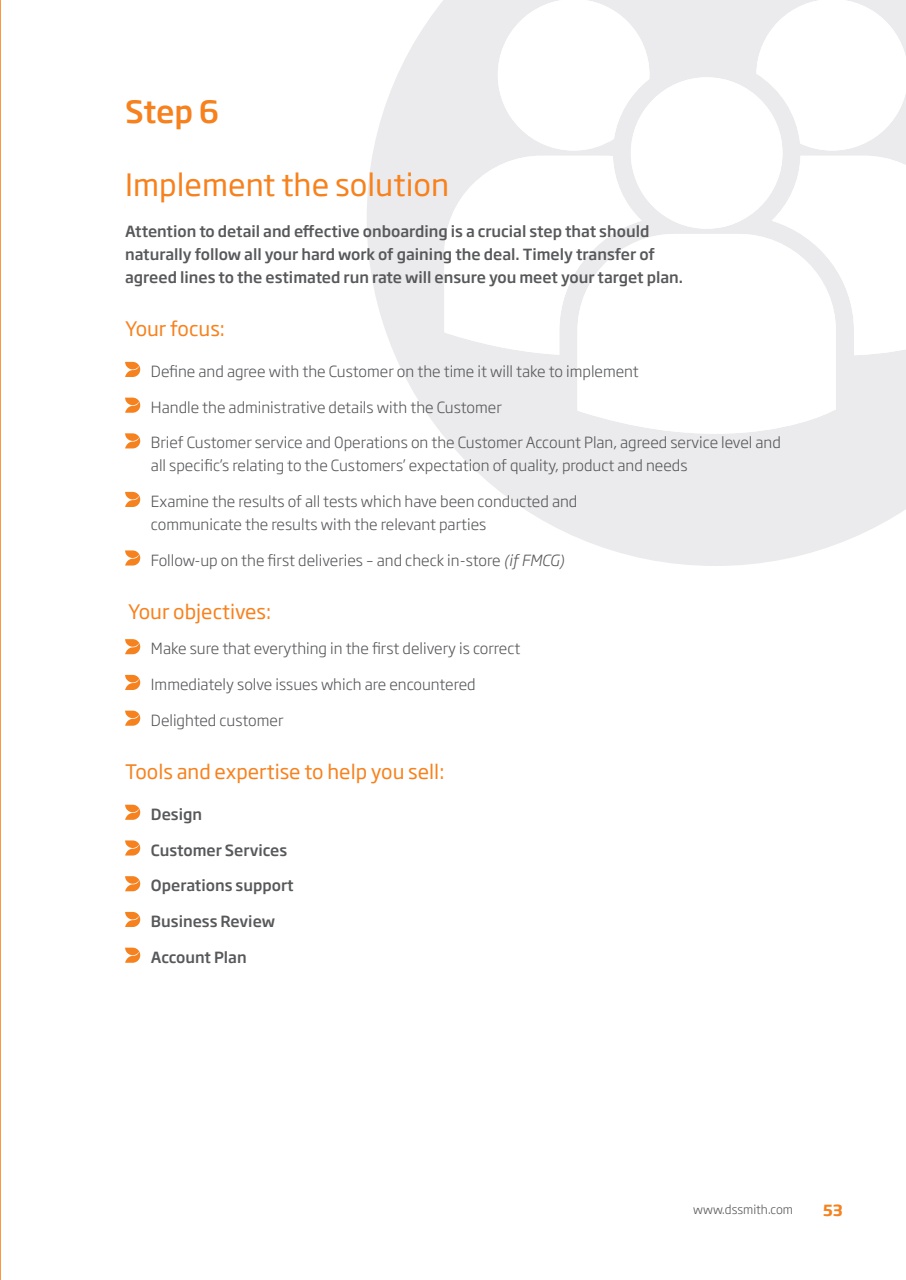 Step 6
Implement the solution
Attention to detail and effective onboarding is a crucial step that should
naturally follow all your hard work of gaining the deal. Timely transfer of
agreed lines to the estimated run rate will ensure you meet your target plan.
Your focus:
Define and agree with the Customer on the time it will take to implement
Handle the administrative details with the Customer
Brief Customer service and Operations on the Customer Account Plan, agreed service level and
all specific's relating to the Customers' expectation of quality, product and needs
Examine the results of all tests which have been conducted and
communicate the results with the relevant parties
Follow-up on the first deliveries – and check in-store (if FMCG)
Your objectives:
Make sure that everything in the first delivery is correct
Immediately solve issues which are encountered
Delighted customer
Tools and expertise to help you sell:
Design
Customer Services
Operations support
Business Review
Account Plan
www.dssmith.com 53